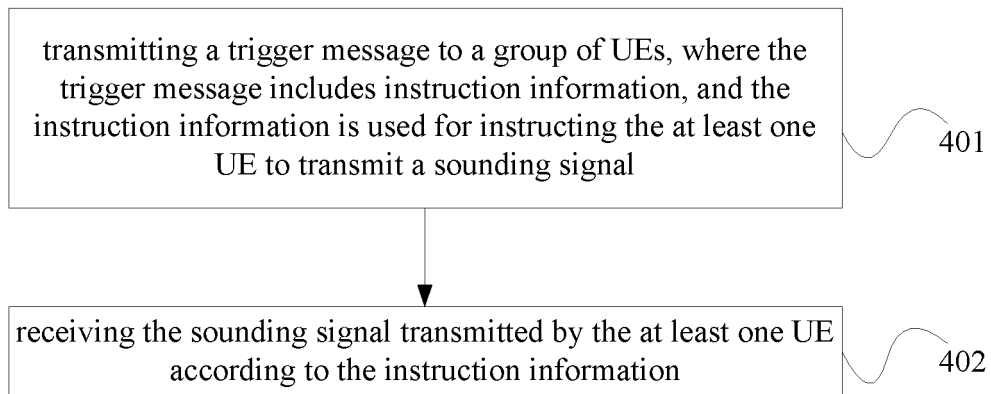 transmitting a trigger message to a group of UEs, where the
trigger message includes instruction information, and the
instruction information is used for instructing the at least one
UE to transmit a sounding signal
401
receiving the sounding signal transmitted by the at least one UE
according to the instruction information
402